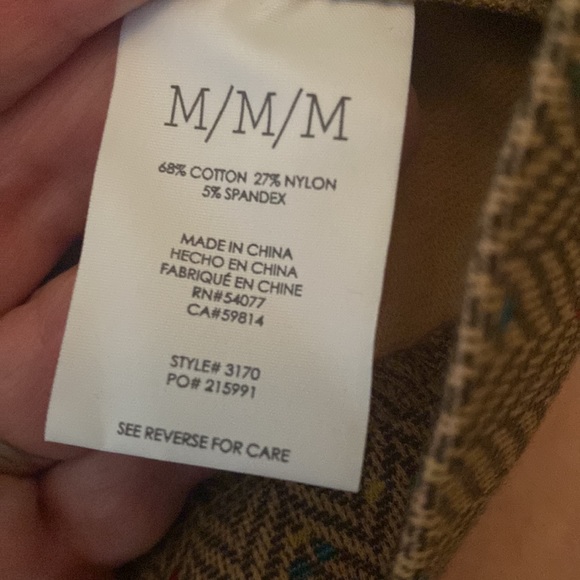 M/M/M
68% COTTON 27% NYLON
5% SPANDEX
MADE IN CHINA
HECHO EN CHINA
FABRIQUÉ EN CHINE
RN#54077
CA#59814
STYLE# 3170
PO# 215991
SEE REVERSE FOR CARE